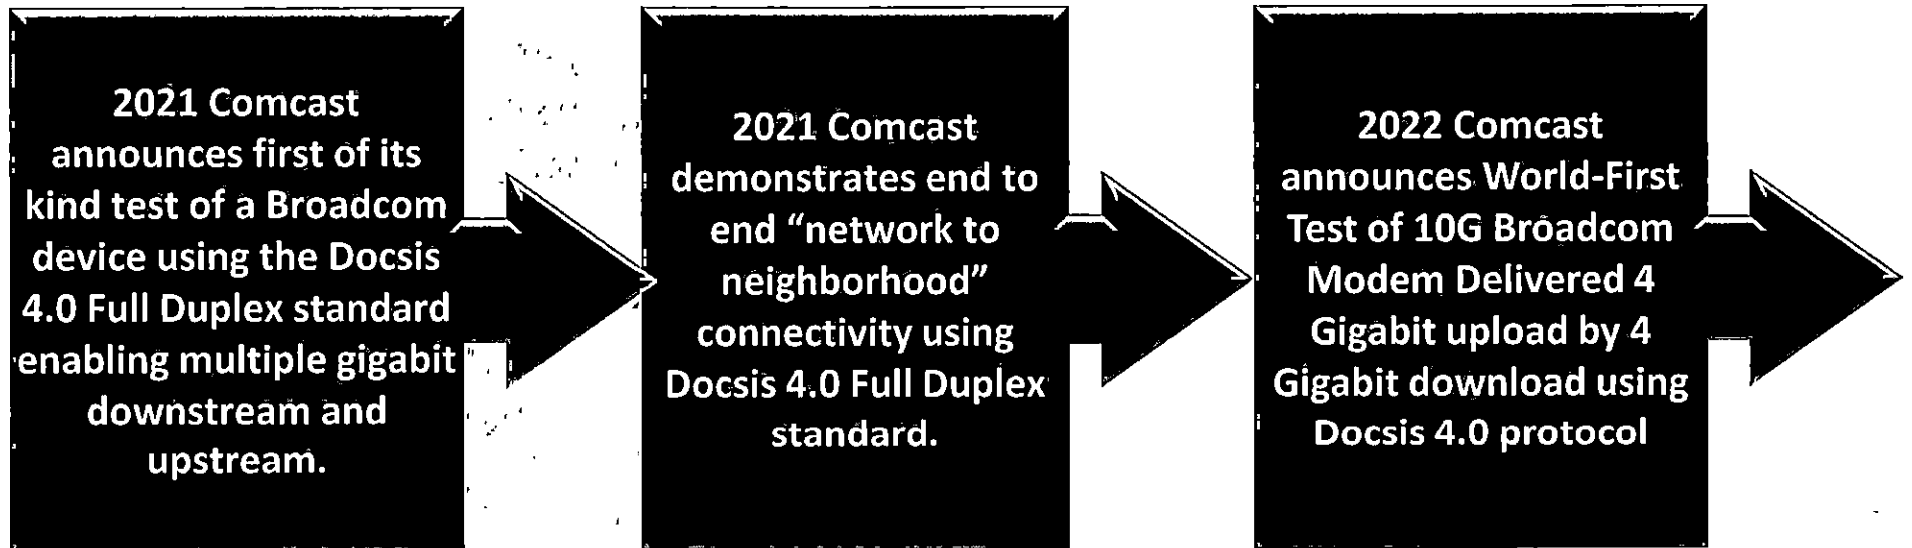 2021 Comcast
announces first of its
kind test of a Broadcom
device using the Docsis
4.0 Full Duplex standard
enabling multiple gigabit
downstream and
upstream.
2021 Comcast
demonstrates end to
end “network to
neighborhood”
connectivity using
Docsis 4.0 Full Duplex
standard.
2022 Comcast
announces World-First
Test of 10G Broadcom
Modem Delivered 4
Gigabit upload by 4
Gigabit download using
Docsis 4.0 protocol